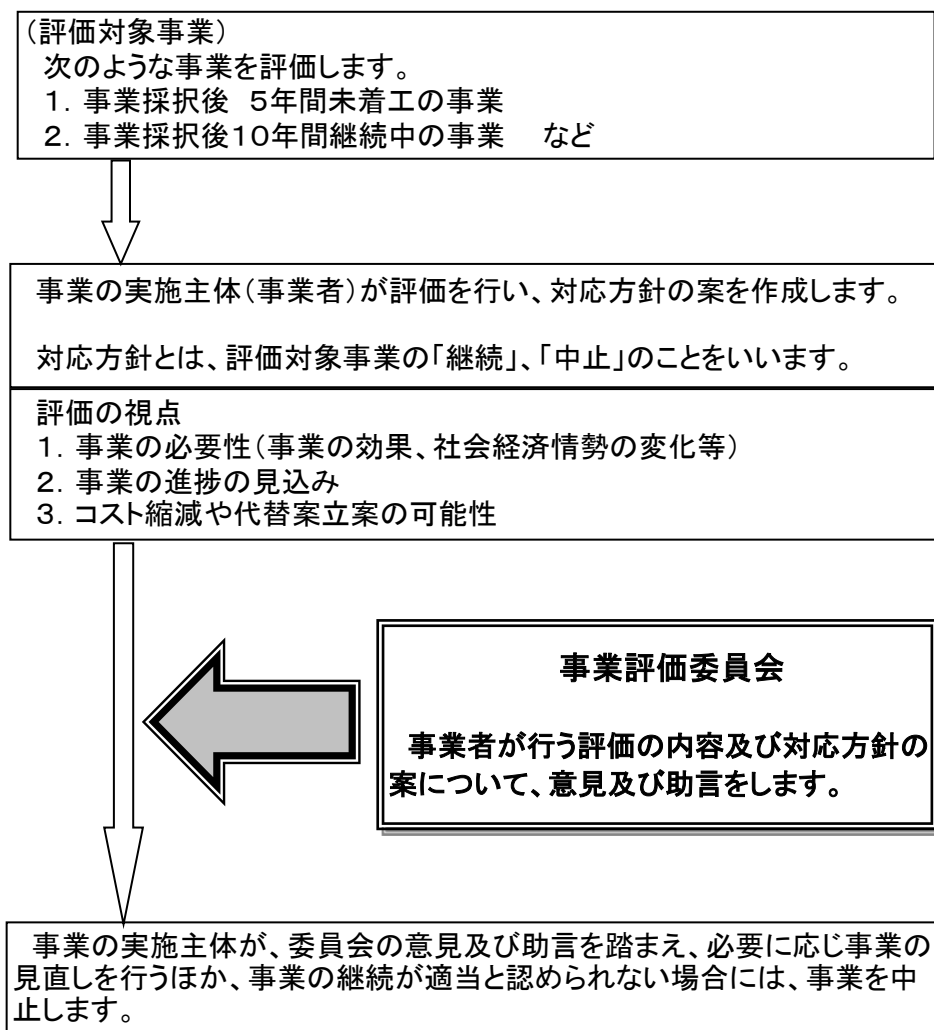 (評価対象事業)
次のような事業を評価します。
1. 事業採択後 5年間未着工の事業
2. 事業採択後10年間継続中の事業 など
事業の実施主体(事業者)が評価を行い、対応方針の案を作成します。
対応方針とは、評価対象事業の「継続」、「中止」のことをいいます。
評価の視点
1. 事業の必要性(事業の効果、社会経済情勢の変化等)
2. 事業の進捗の見込み
3. コスト縮減や代替案立案の可能性
事業評価委員会
事業者が行う評価の内容及び対応方針の
案について、意見及び助言をします。
事業の実施主体が、委員会の意見及び助言を踏まえ、必要に応じ事業の
見直しを行うほか、事業の継続が適当と認められない場合には、事業を中
止します。